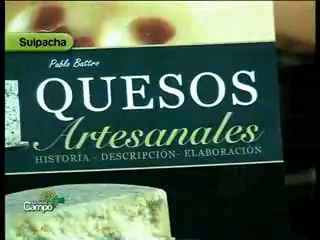 Suipacha
Pablo Battro
QUESOS
Artesanales
HISTORIA - DESCRIPCIÓN - ELABORACIÓN
Campo